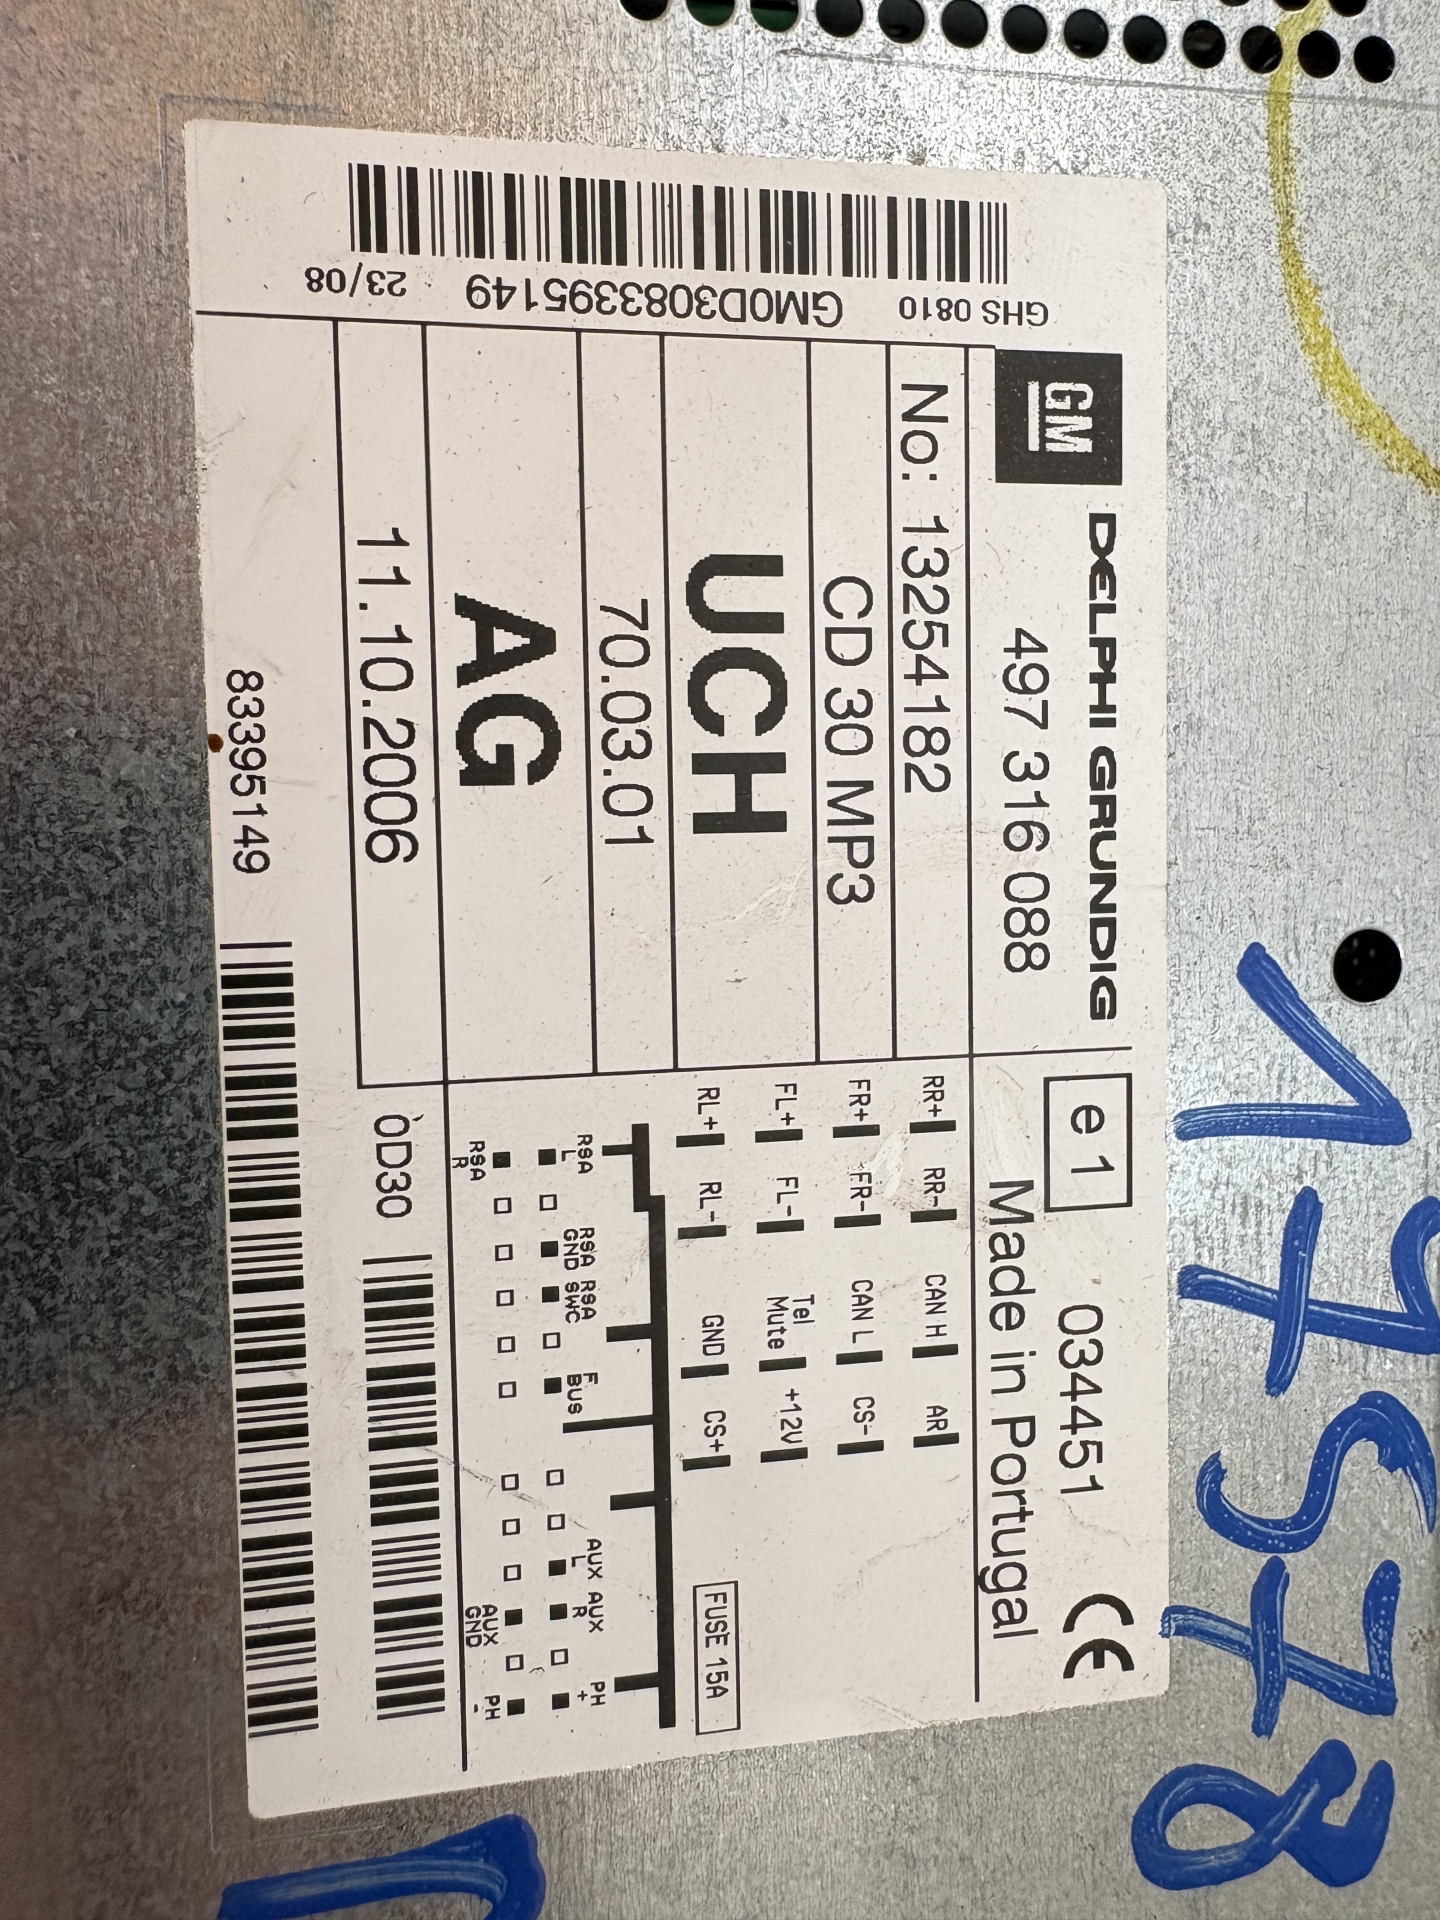 GM
DELPHI GRUNDIG
497 316 088
No: 13254182
CD 30 MP3
UCH
70.03.01
AG
11.10.2006
e1 034451 CE
Made in Portugal
RR+ RR- CAN H AR
FR+ FR- CAN L CS-
FL+ FL- Tel Mute +12V
RL+ RL- GND CS+
FUSE 15A
RSA L RSA GND RSA SWC F. BUS AUX L AUX R PH +
RSA R AUX GND PH -
0D30
83395149
GHS 0810 GM0D3083395149 23/08